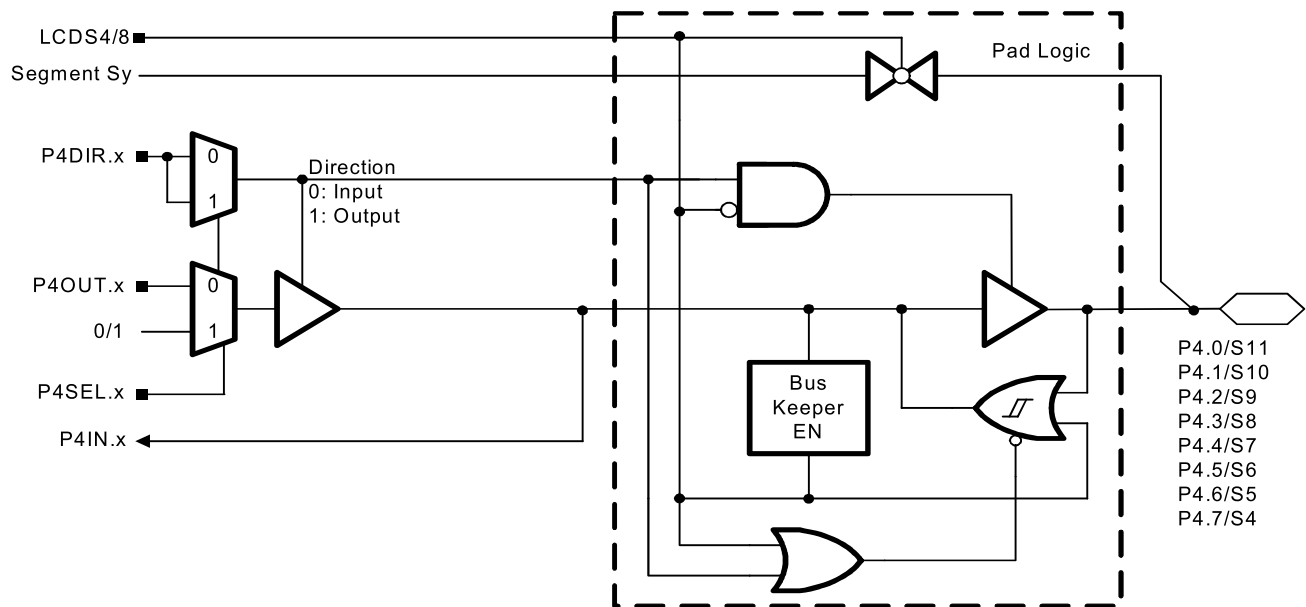 LCDS4/8
Pad Logic
Segment Sy
P4DIR.x
0
1
Direction
0: Input
1: Output
P4OUT.x
0
0/1
1
P4SEL.x
P4IN.x
Bus
Keeper
EN
P4.0/S11
P4.1/S10
P4.2/S9
P4.3/S8
P4.4/S7
P4.5/S6
P4.6/S5
P4.7/S4